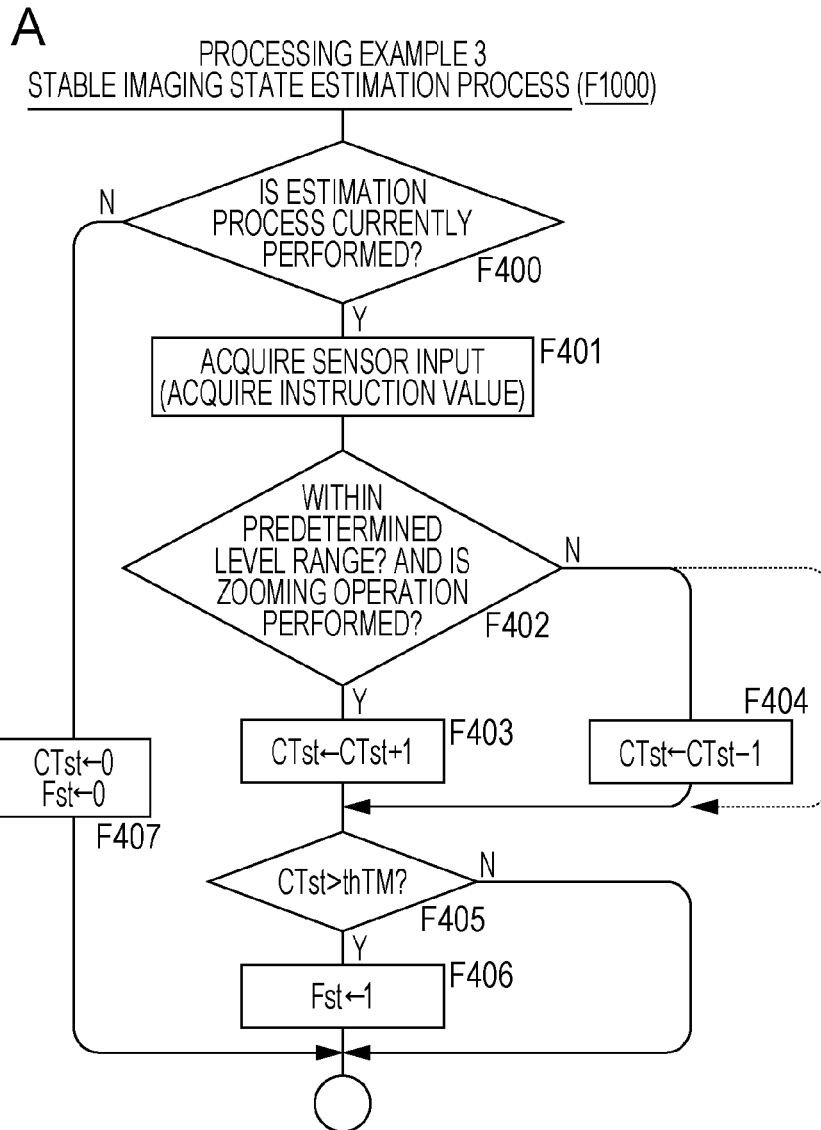 A
PROCESSING EXAMPLE 3
STABLE IMAGING STATE ESTIMATION PROCESS (F1000)
N
IS ESTIMATION
PROCESS CURRENTLY
PERFORMED?
F400
Y
ACQUIRE SENSOR INPUT
(ACQUIRE INSTRUCTION VALUE)
F401
WITHIN
PREDETERMINED
LEVEL RANGE? AND IS
ZOOMING OPERATION
PERFORMED?
N
F402
Y
CTst←CTst+1
F403
F404
CTst←CTst−1
CTst←0
Fst←0
F407
CTst>thTM?
N
F405
Y
Fst←1
F406